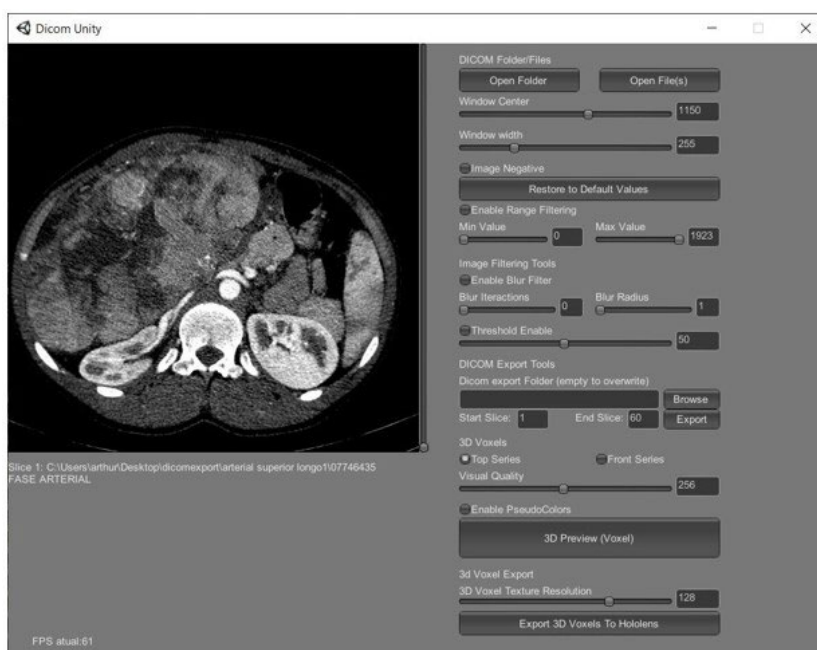 Dicom Unity
DICOM Folder/Files
Open Folder Open File(s)
Window Center
1150
Window width
255
Image Negative
Restore to Default Values
Enable Range Filtering
Min Value Max Value
0 1923
Image Filtering Tools
Enable Blur Filter
Blur Iteractions Blur Radius
0 1
Threshold Enable
50
DICOM Export Tools
Dicom export Folder (empty to overwrite)
Browse
Start Slice: 1 End Slice: 60 Export
3D Voxels
Top Series Front Series
Visual Quality
256
Enable PseudoColors
3D Preview (Voxel)
3d Voxel Export
3D Voxel Texture Resolution
128
Export 3D Voxels To Hololens
Slice 1: C:\Users\arthur\Desktop\dicomexport\arterial superior longo1\07746435
FASE ARTERIAL
FPS atual:61